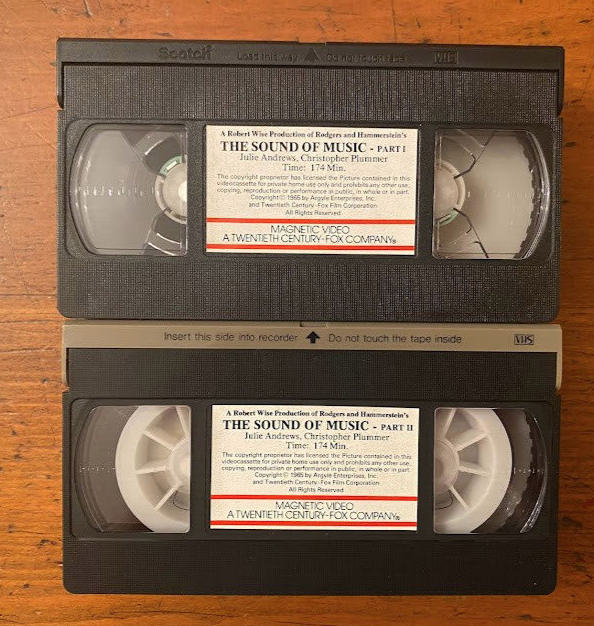 Scotch Load this way Do not touch tape VHS
A Robert Wise Production of Rodgers and Hammerstein's
THE SOUND OF MUSIC - PART I
Julie Andrews, Christopher Plummer
Time: 174 Min.
The copyright proprietor has licensed the Picture contained in this
videocassette for private home use only and prohibits any other use,
copying, reproduction or performance in public, in whole or in part.
Copyright © 1965 by Argyle Enterprises, Inc.
and Twentieth Century-Fox Film Corporation
All Rights Reserved
MAGNETIC VIDEO
A TWENTIETH CENTURY-FOX COMPANY®
Insert this side into recorder Do not touch the tape inside VHS
A Robert Wise Production of Rodgers and Hammerstein's
THE SOUND OF MUSIC - PART II
Julie Andrews, Christopher Plummer
Time: 174 Min.
The copyright proprietor has licensed the Picture contained in this
videocassette for private home use only and prohibits any other use,
copying, reproduction or performance in public, in whole or in part.
Copyright © 1965 by Argyle Enterprises, Inc.
and Twentieth Century-Fox Film Corporation
All Rights Reserved
MAGNETIC VIDEO
A TWENTIETH CENTURY-FOX COMPANY®